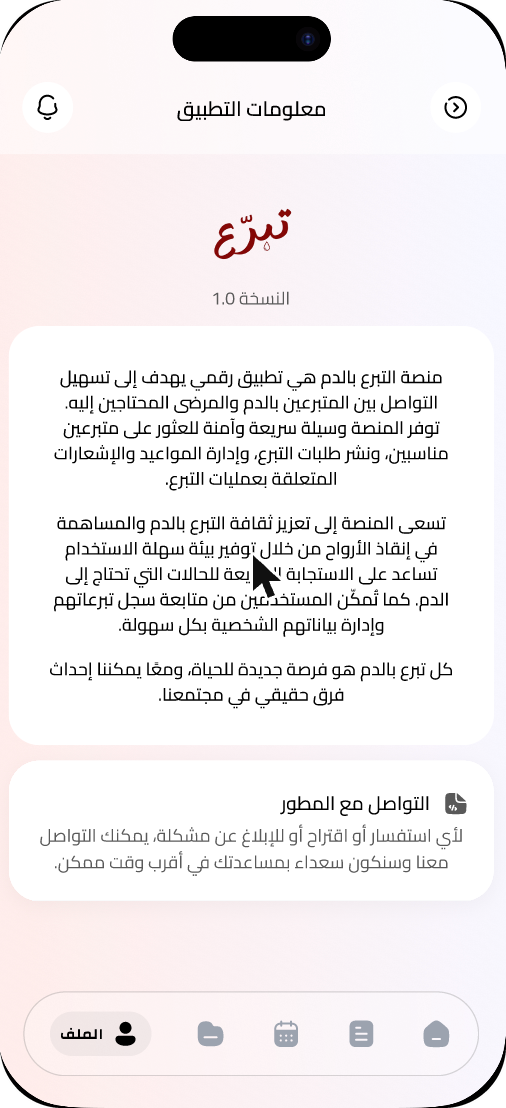 معلومات التطبيق
تبرّع
النسخة 1.0
منصة التبرع بالدم هي تطبيق رقمي يهدف إلى تسهيل
التواصل بين المتبرعين بالدم والمرضى المحتاجين إليه.
توفر المنصة وسيلة سريعة وآمنة للعثور على متبرعين
مناسبين، ونشر طلبات التبرع، وإدارة المواعيد والإشعارات
المتعلقة بعمليات التبرع.
تسعى المنصة إلى تعزيز ثقافة التبرع بالدم والمساهمة
في إنقاذ الأرواح من خلال توفير بيئة سهلة الاستخدام
تساعد على الاستجابة للحالات التي تحتاج إلى
الدم. كما تُمكّن المستخدمين من متابعة سجل تبرعاتهم
وإدارة بياناتهم الشخصية بكل سهولة.
كل تبرع بالدم هو فرصة جديدة للحياة، ومعًا يمكننا إحداث
فرق حقيقي في مجتمعنا.
التواصل مع المطور
لأي استفسار أو اقتراح أو للإبلاغ عن مشكلة، يمكنك التواصل
معنا وسنكون سعداء بمساعدتك في أقرب وقت ممكن.
الملف